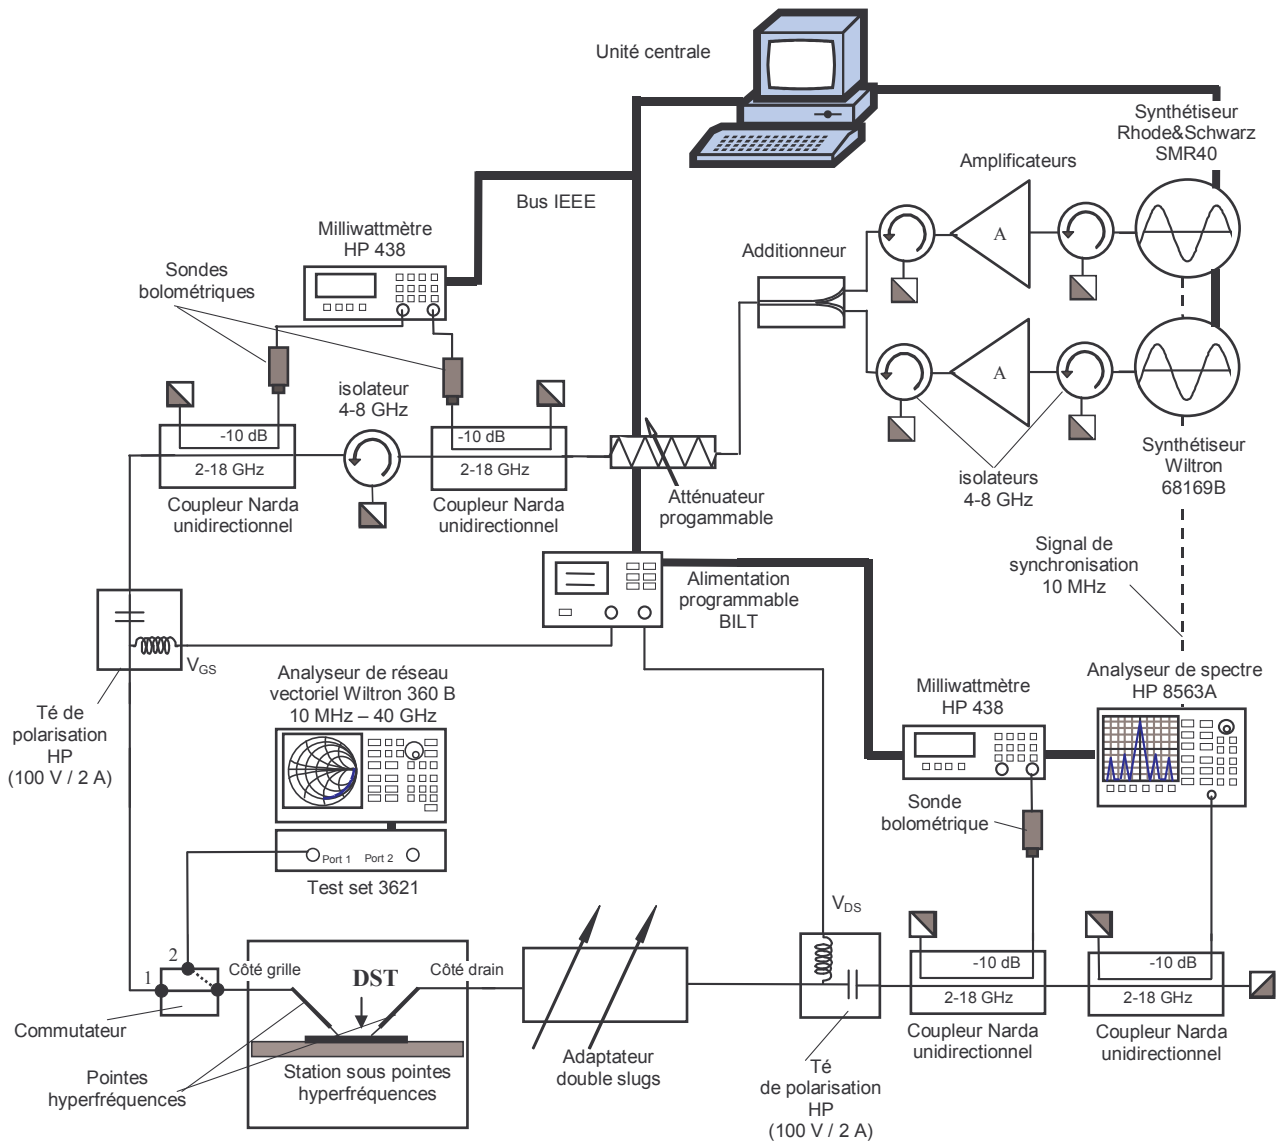 Unité centrale
Synthétiseur
Rhode&Schwarz
SMR40
Amplificateurs
Bus IEEE
Milliwattmètre
HP 438
A
Additionneur
Sondes
bolométriques
isolateur
4-8 GHz
A
-10 dB
2-18 GHz
-10 dB
2-18 GHz
Coupleur Narda
unidirectionnel
Coupleur Narda
unidirectionnel
Atténuateur
progammable
isolateurs
4-8 GHz
Synthétiseur
Wiltron
68169B
Signal de
synchronisation
10 MHz
Alimentation
programmable
BILT
VGS
Té de
polarisation
HP
(100 V / 2 A)
Analyseur de réseau
vectoriel Wiltron 360 B
10 MHz – 40 GHz
Milliwattmètre
HP 438
Analyseur de spectre
HP 8563A
Sonde
bolométrique
Port 1
Port 2
Test set 3621
VDS
2
1
Commutateur
Côté grille
DST
Côté drain
-10 dB
2-18 GHz
-10 dB
2-18 GHz
Coupleur Narda
unidirectionnel
Coupleur Narda
unidirectionnel
Pointes
hyperfréquences
Station sous pointes
hyperfréquences
Adaptateur
double slugs
Té
de polarisation
HP
(100 V / 2 A)